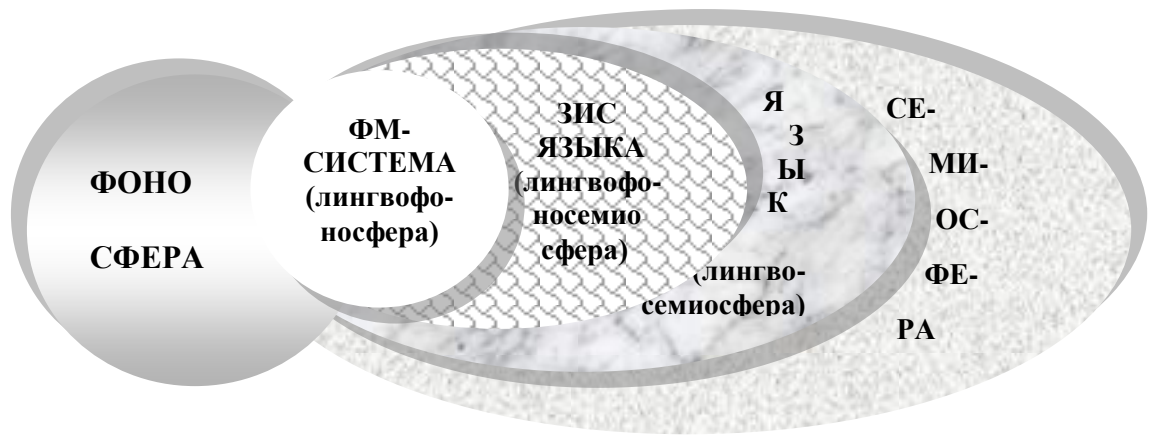 ФОНО
СФЕРА
ФМ-
СИСТЕМА
(лингвофо-
носфера)
ЗИС
ЯЗЫКА
(лингвофо-
носемио
сфера)
Я
З
Ы
К
(лингво-
семиосфера)
СЕ-
МИ-
ОС-
ФЕ-
РА